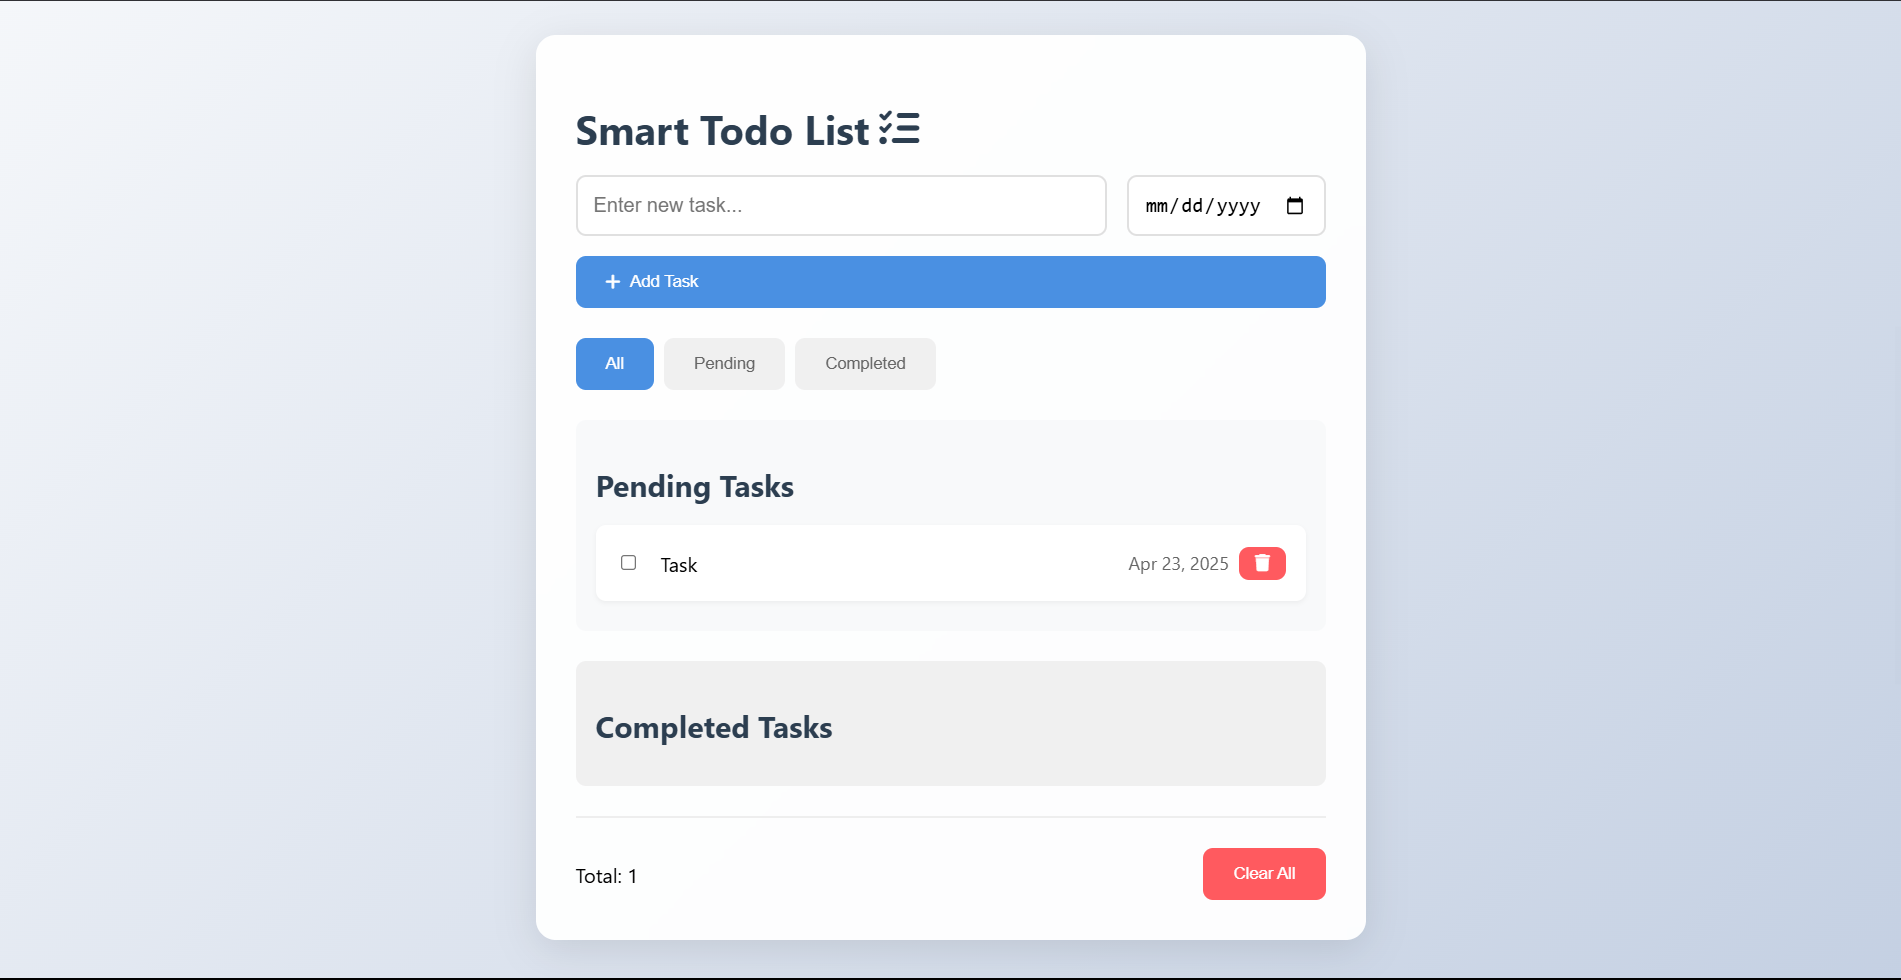 Smart Todo List
Enter new task...
mm/dd/yyyy
Add Task
All
Pending
Completed
Pending Tasks
Task
Apr 23, 2025
Completed Tasks
Total: 1
Clear All